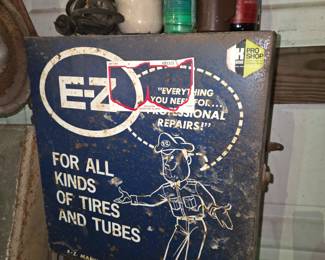 E-Z
"EVERYTHING
YOU NEED FOR....
PROFESSIONAL
REPAIRS!"
PRO
SHOP
FOR ALL
KINDS
OF TIRES
AND TUBES